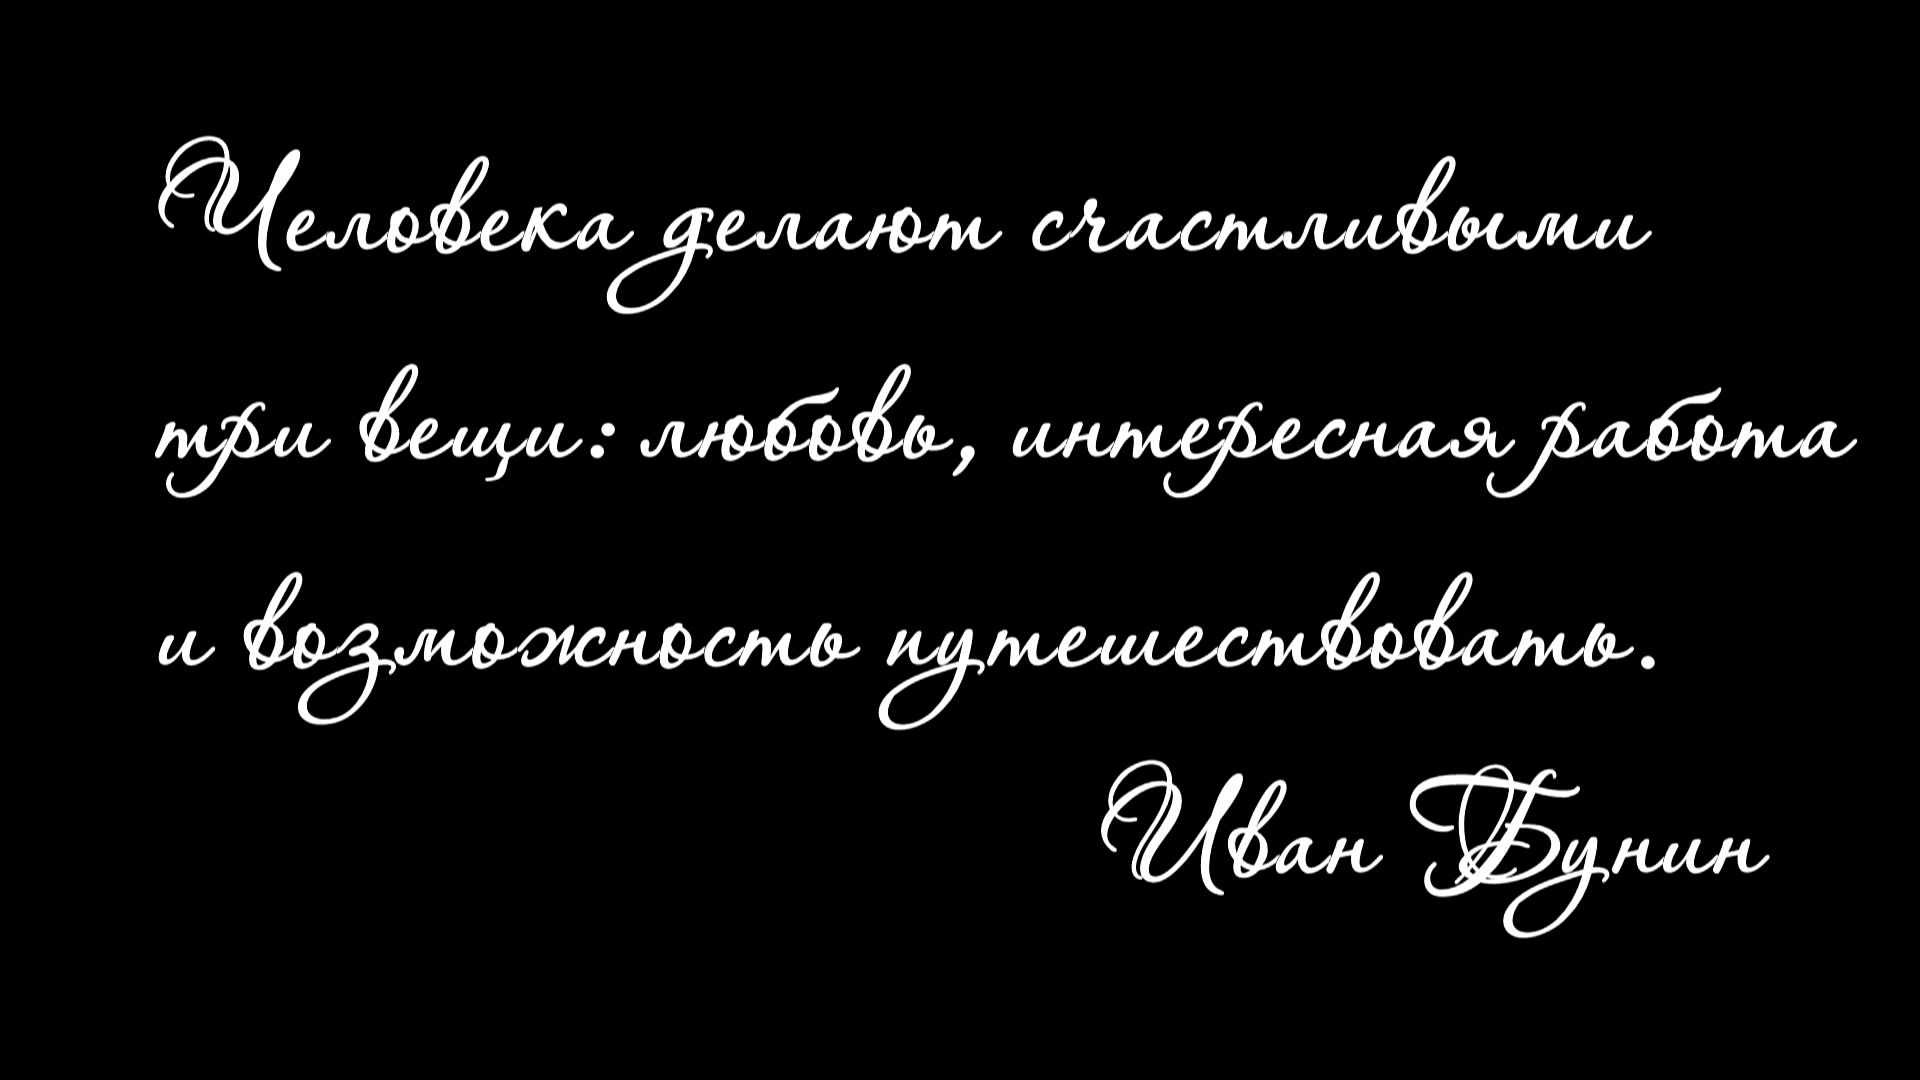 Человека делают счастливыми
три вещи: любовь, интересная работа
и возможность путешествовать.
Иван Бунин